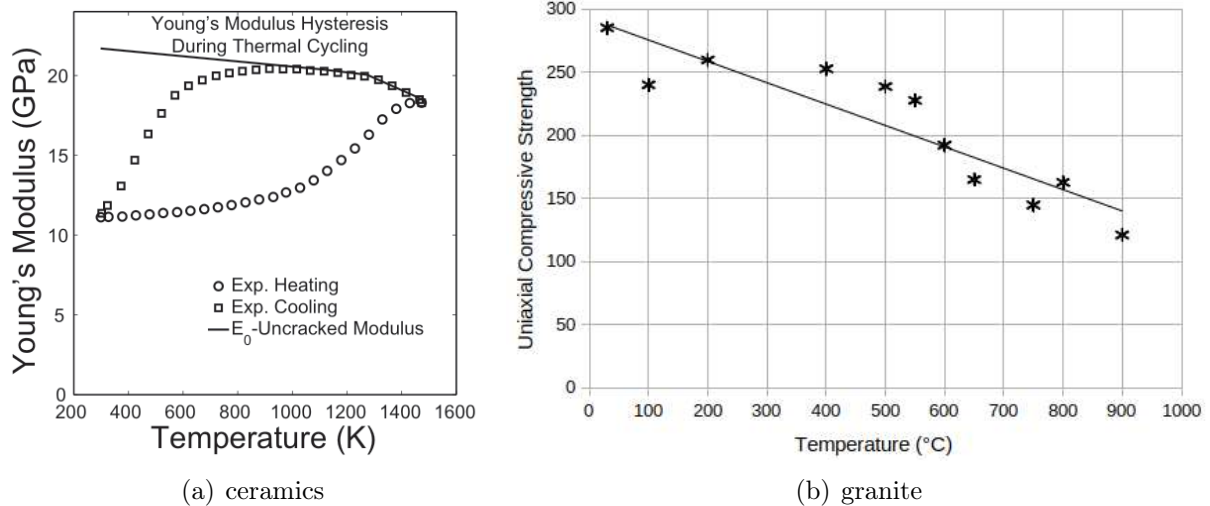 Young's Modulus Hysteresis
During Thermal Cycling
Young's Modulus (GPa)
20
15
10
5
0
Exp. Heating
Exp. Cooling
E0-Uncracked Modulus
200 400 600 800 1000 1200 1400 1600
Temperature (K)
(a) ceramics
Uniaxial Compressive Strength
300
250
200
150
100
50
0
0 100 200 300 400 500 600 700 800 900 1000
Temperature (°C)
(b) granite